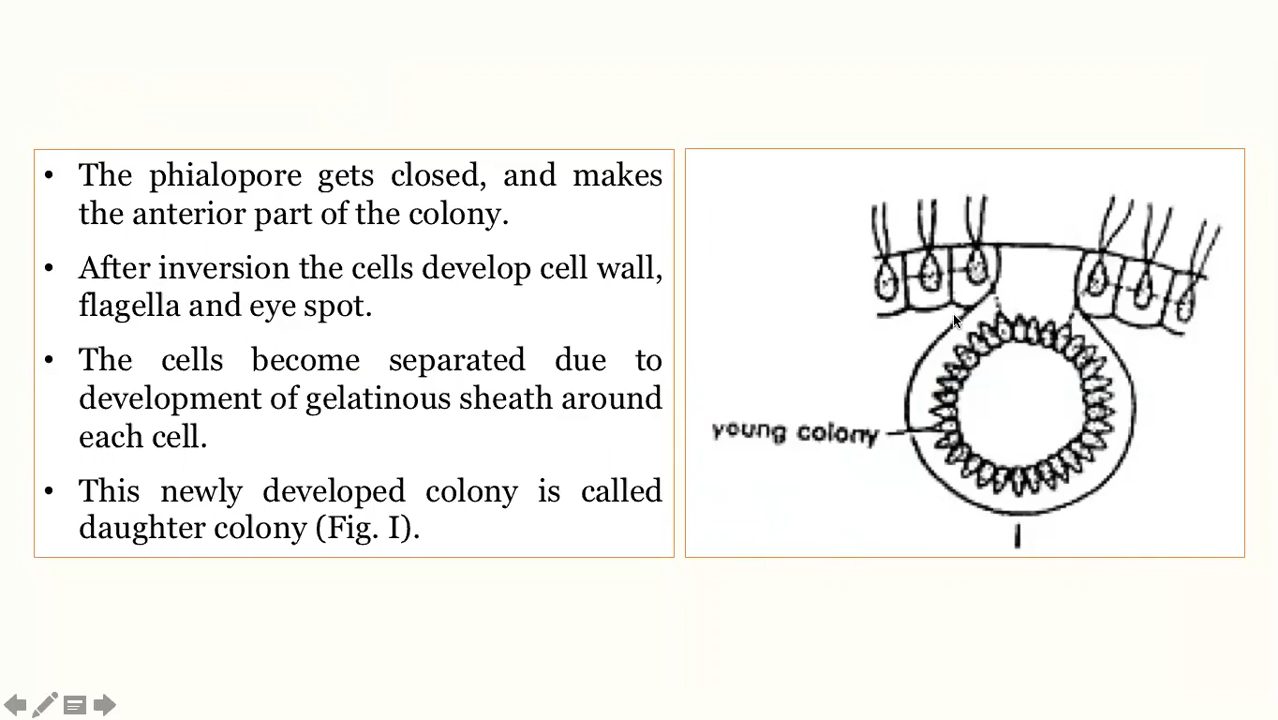 • The phialopore gets closed, and makes
the anterior part of the colony.
• After inversion the cells develop cell wall,
flagella and eye spot.
• The cells become separated due to
development of gelatinous sheath around
each cell.
• This newly developed colony is called
daughter colony (Fig. I).
young colony
I